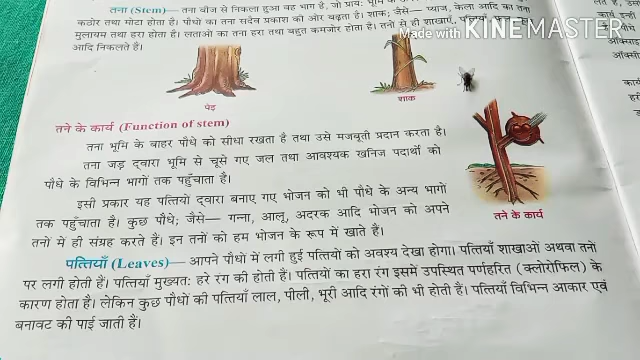 तना (Stem)— तना बीज से निकला हुआ वह भाग है, जो प्रायः भूमि के
कठोर तथा मोटा होता है। पौधों का तना सदैव प्रकाश की ओर बढ़ता है। शाक; जैसे— प्याज, केला आदि का तना
मुलायम तथा हरा होता है। लताओं का तना हरा तथा बहुत कमजोर होता है। तनों से ही शाखाएँ,
आदि निकलते हैं।
Made with KINEMASTER
पेड़
शाक
तने के कार्य (Function of stem)
तना भूमि के बाहर पौधे को सीधा रखता है तथा उसे मजबूती प्रदान करता है।
तना जड़ द्वारा भूमि से चूसे गए जल तथा आवश्यक खनिज पदार्थों को
पौधे के विभिन्न भागों तक पहुँचाता है।
इसी प्रकार यह पत्तियों द्वारा बनाए गए भोजन को भी पौधे के अन्य भागों
तक पहुँचाता है। कुछ पौधे; जैसे— गन्ना, आलू, अदरक आदि भोजन को अपने
तनों में ही संग्रह करते हैं। इन तनों को हम भोजन के रूप में खाते हैं।
तने के कार्य
पत्तियाँ (Leaves)— आपने पौधों में लगी हुई पत्तियों को अवश्य देखा होगा। पत्तियाँ शाखाओं अथवा तनों
पर लगी होती हैं। पत्तियाँ मुख्यतः हरे रंग की होती हैं। पत्तियों का हरा रंग इसमें उपस्थित पर्णहरित (क्लोरोफिल) के
कारण होता है। लेकिन कुछ पौधों की पत्तियाँ लाल, पीली, भूरी आदि रंगों की भी होती हैं। पत्तियाँ विभिन्न आकार एवं
बनावट की पाई जाती हैं।